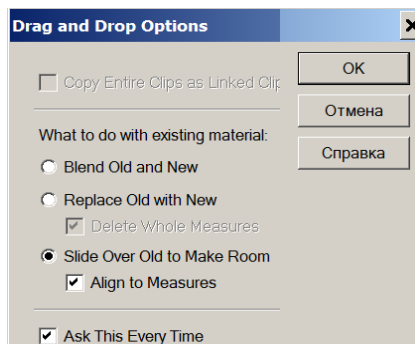 Drag and Drop Options
Copy Entire Clips as Linked Clip
OK
Отмена
Справка
What to do with existing material:
Blend Old and New
Replace Old with New
Delete Whole Measures
Slide Over Old to Make Room
Align to Measures
Ask This Every Time